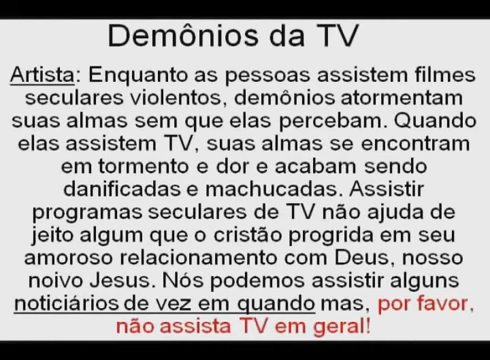 Demônios da TV
Artista: Enquanto as pessoas assistem filmes
seculares violentos, demônios atormentam
suas almas sem que elas percebam. Quando
elas assistem TV, suas almas se encontram
em tormento e dor e acabam sendo
danificadas e machucadas. Assistir
programas seculares de TV não ajuda de
jeito algum que o cristão progrida em seu
amoroso relacionamento com Deus, nosso
noivo Jesus. Nós podemos assistir alguns
noticiários de vez em quando mas, por favor,
não assista TV em geral!